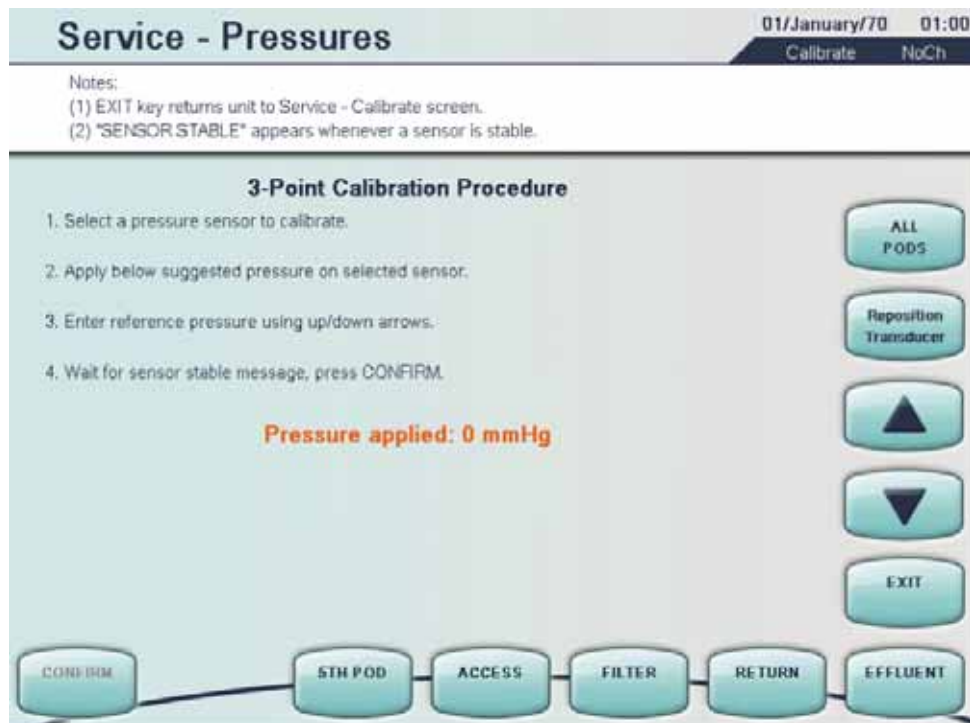 Service - Pressures
01/January/70 01:00
Calibrate NoCh
Notes:
(1) EXIT key returns unit to Service - Calibrate screen.
(2) "SENSOR STABLE" appears whenever a sensor is stable.
3-Point Calibration Procedure
1. Select a pressure sensor to calibrate.
2. Apply below suggested pressure on selected sensor.
3. Enter reference pressure using up/down arrows.
4. Wait for sensor stable message, press CONFIRM.
Pressure applied: 0 mmHg
ALL
PODS
Reposition
Transducer
EXIT
CONFIRM
5TH POD
ACCESS
FILTER
RETURN
EFFLUENT